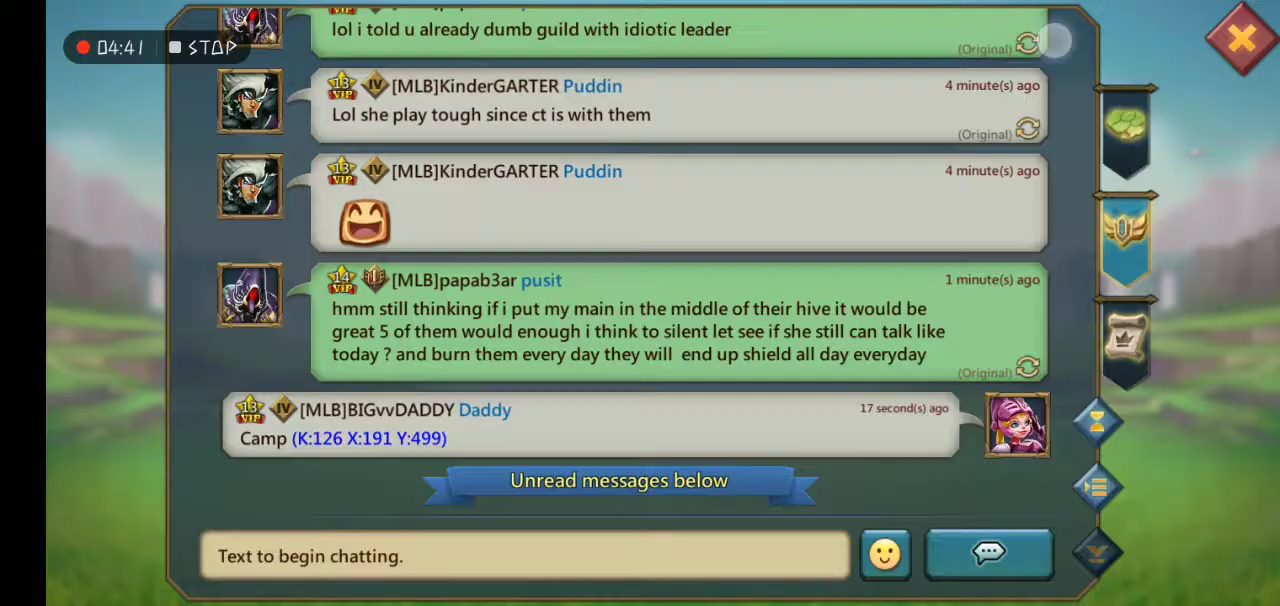 04:41 STOP
lol i told u already dumb guild with idiotic leader
(Original)
13 VIP IV [MLB]KinderGARTER Puddin 4 minute(s) ago
Lol she play tough since ct is with them
(Original)
13 VIP IV [MLB]KinderGARTER Puddin 4 minute(s) ago
14 VIP [MLB]papab3ar pusit 1 minute(s) ago
hmm still thinking if i put my main in the middle of their hive it would be
great 5 of them would enough i think to silent let see if she still can talk like
today ? and burn them every day they will end up shield all day everyday
(Original)
13 VIP IV [MLB]BIGvvDADDY Daddy 17 second(s) ago
Camp (K:126 X:191 Y:499)
Unread messages below
Text to begin chatting.